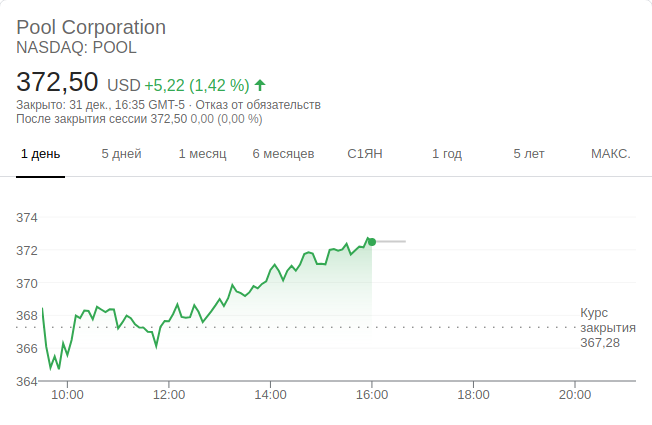 Pool Corporation
NASDAQ: POOL
372,50 USD +5,22 (1,42 %)
Закрыто: 31 дек., 16:35 GMT-5 · Отказ от обязательств
После закрытия сессии 372,50 0,00 (0,00 %)
1 день 5 дней 1 месяц 6 месяцев С1ЯН 1 год 5 лет МАКС.
374
372
370
368
366
364
Курс
закрытия
367,28
10:00 12:00 14:00 16:00 18:00 20:00